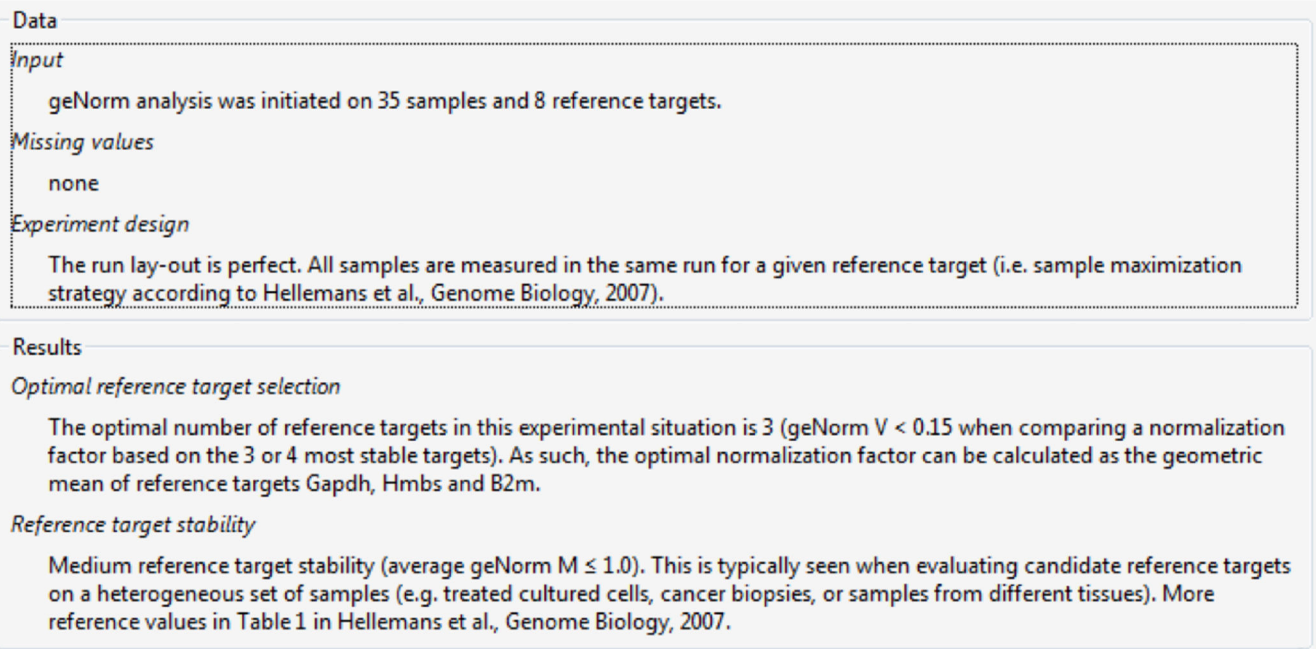 Data
Input
geNorm analysis was initiated on 35 samples and 8 reference targets.
Missing values
none
Experiment design
The run lay-out is perfect. All samples are measured in the same run for a given reference target (i.e. sample maximization
strategy according to Hellemans et al., Genome Biology, 2007).
Results
Optimal reference target selection
The optimal number of reference targets in this experimental situation is 3 (geNorm V < 0.15 when comparing a normalization
factor based on the 3 or 4 most stable targets). As such, the optimal normalization factor can be calculated as the geometric
mean of reference targets Gapdh, Hmbs and B2m.
Reference target stability
Medium reference target stability (average geNorm M ≤ 1.0). This is typically seen when evaluating candidate reference targets
on a heterogeneous set of samples (e.g. treated cultured cells, cancer biopsies, or samples from different tissues). More
reference values in Table 1 in Hellemans et al., Genome Biology, 2007.